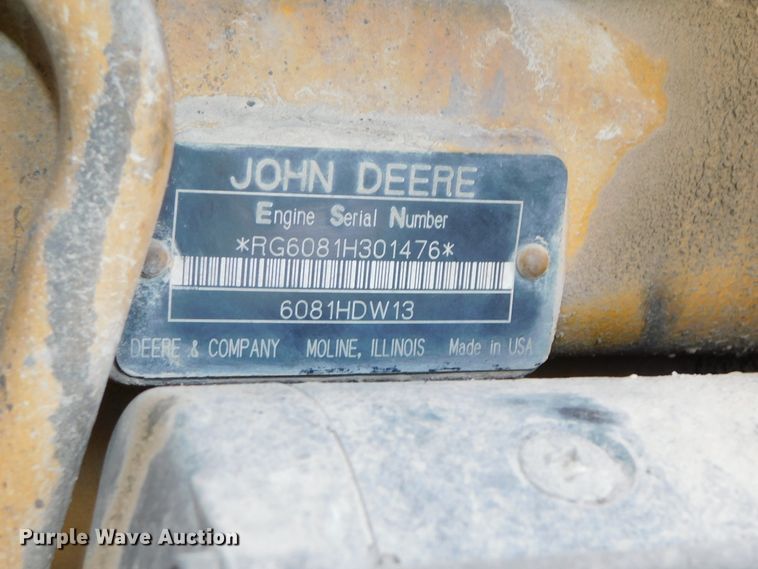 JOHN DEERE
Engine Serial Number
*RG6081H301476*
6081HDW13
DEERE & COMPANY MOLINE, ILLINOIS Made in USA
Purple Wave Auction